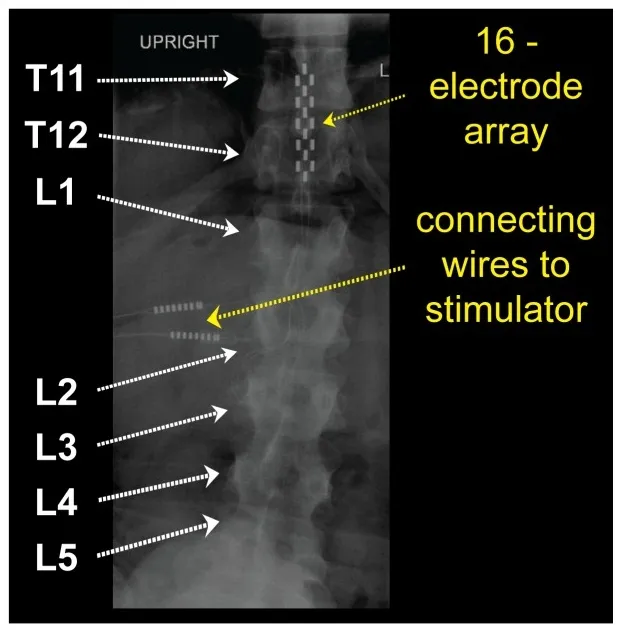 UPRIGHT
L
T11
T12
L1
L2
L3
L4
L5
16 -
electrode
array
connecting
wires to
stimulator